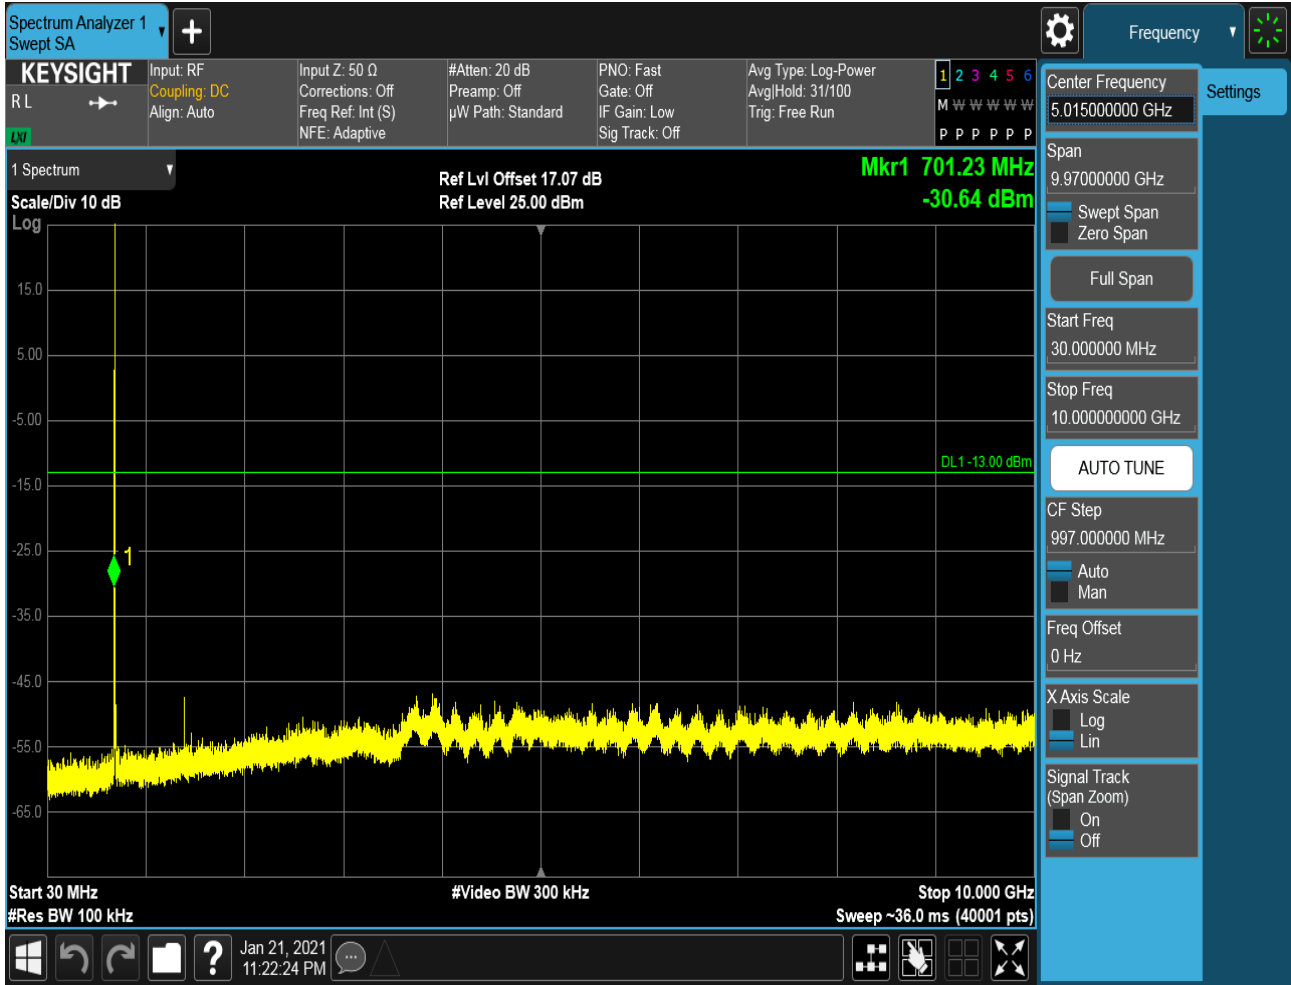 Spectrum Analyzer 1
Swept SA
+
Frequency
KEYSIGHT
R L
LXI
Input: RF
Coupling: DC
Align: Auto
Input Z: 50 Ω
Corrections: Off
Freq Ref: Int (S)
NFE: Adaptive
#Atten: 20 dB
Preamp: Off
µW Path: Standard
PNO: Fast
Gate: Off
IF Gain: Low
Sig Track: Off
Avg Type: Log-Power
Avg|Hold: 31/100
Trig: Free Run
1 2 3 4 5 6
M W W W W W
P P P P P P
1 Spectrum
Scale/Div 10 dB
Log
Ref Lvl Offset 17.07 dB
Ref Level 25.00 dBm
Mkr1 701.23 MHz
-30.64 dBm
15.0
5.00
-5.00
-15.0
-25.0
-35.0
-45.0
-55.0
-65.0
DL1 -13.00 dBm
1
Start 30 MHz
#Res BW 100 kHz
#Video BW 300 kHz
Stop 10.000 GHz
Sweep ~36.0 ms (40001 pts)
Center Frequency
5.015000000 GHz
Settings
Span
9.97000000 GHz
Swept Span
Zero Span
Full Span
Start Freq
30.000000 MHz
Stop Freq
10.000000000 GHz
AUTO TUNE
CF Step
997.000000 MHz
Auto
Man
Freq Offset
0 Hz
X Axis Scale
Log
Lin
Signal Track
(Span Zoom)
On
Off
?
Jan 21, 2021
11:22:24 PM